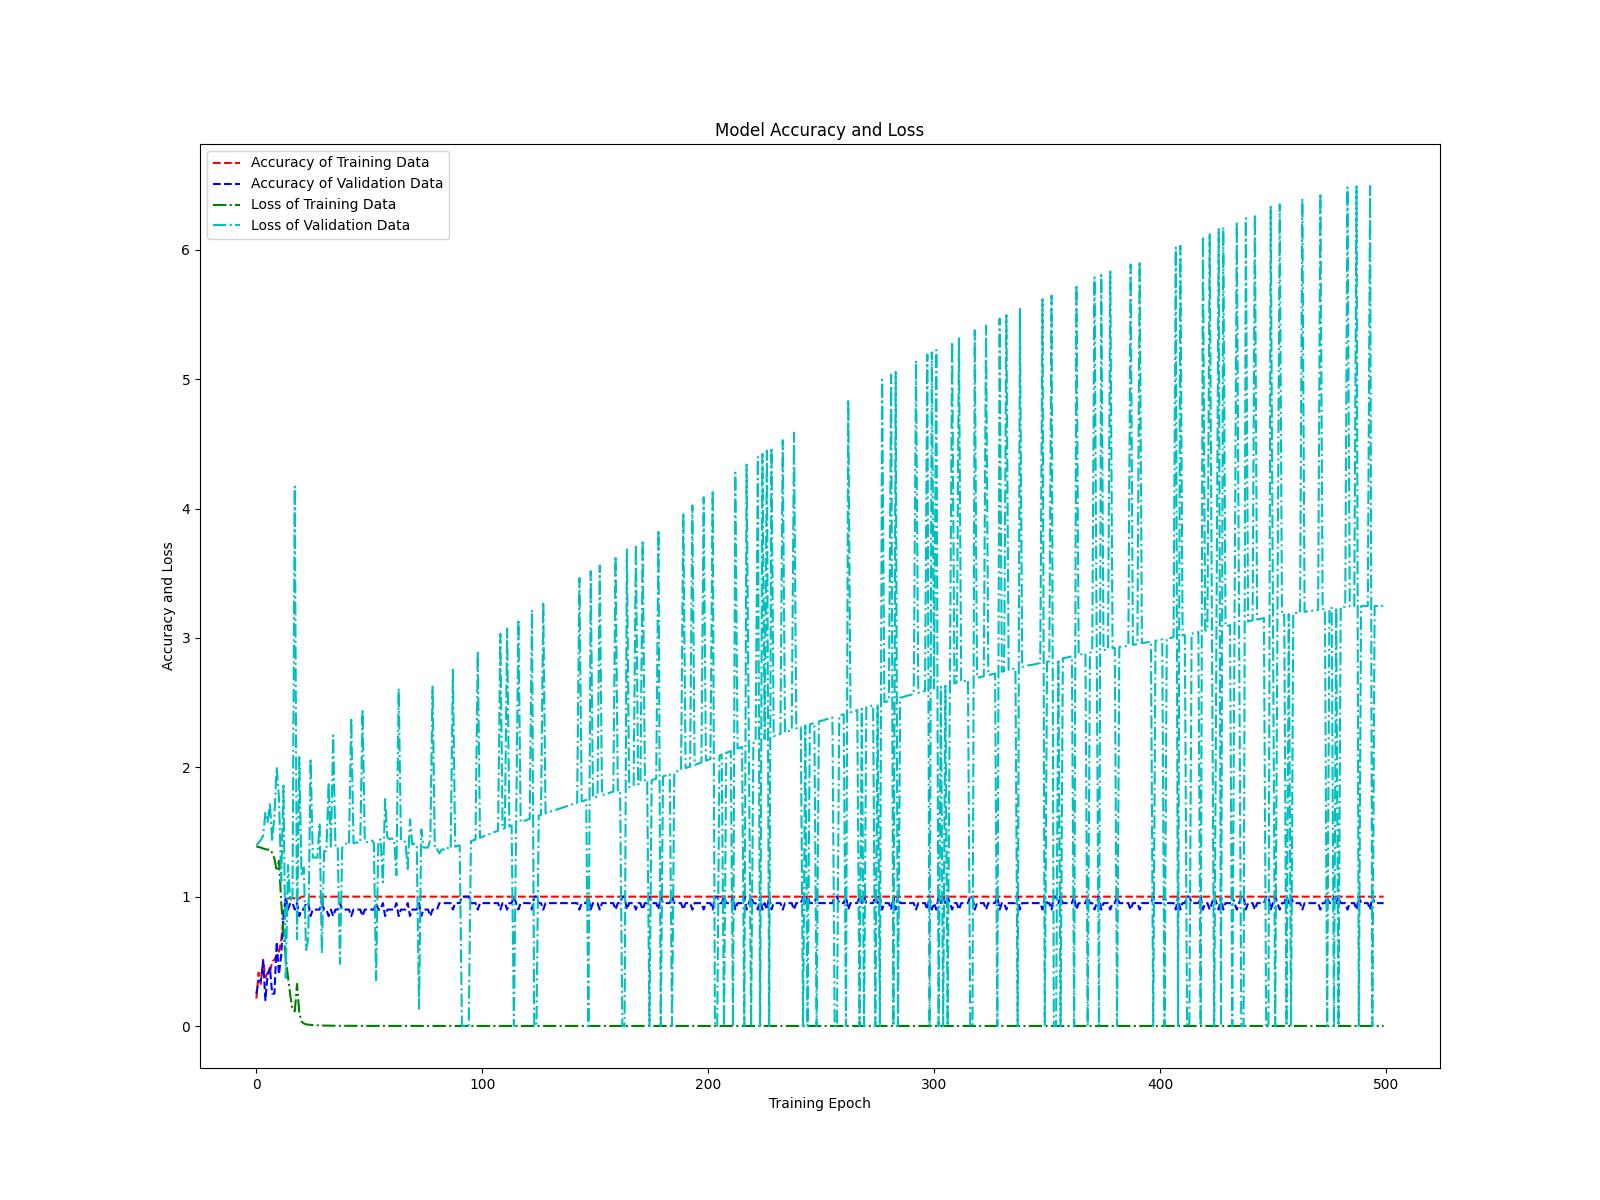 Model Accuracy and Loss
Accuracy of Training Data
Accuracy of Validation Data
Loss of Training Data
Loss of Validation Data
6
5
4
3
2
1
0
Accuracy and Loss
0 100 200 300 400 500
Training Epoch